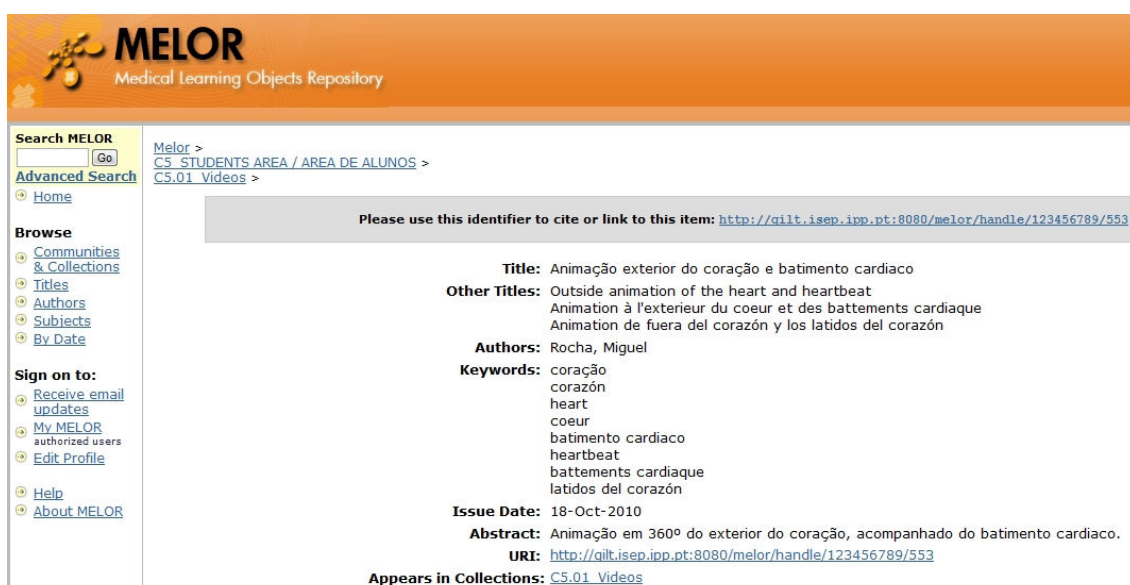 MELOR
Medical Learning Objects Repository
Search MELOR
Go
Advanced Search
Home
Browse
Communities
& Collections
Titles
Authors
Subjects
By Date
Sign on to:
Receive email
updates
My MELOR
authorized users
Edit Profile
Help
About MELOR
Melor >
C5_STUDENTS AREA / AREA DE ALUNOS >
C5.01_Videos >
Please use this identifier to cite or link to this item: http://gilt.isep.ipp.pt:8080/melor/handle/123456789/553
Title: Animação exterior do coração e batimento cardiaco
Other Titles: Outside animation of the heart and heartbeat
Animation à l'exterieur du coeur et des battements cardiaque
Animation de fuera del corazón y los latidos del corazón
Authors: Rocha, Miguel
Keywords: coração
corazón
heart
coeur
batimento cardiaco
heartbeat
battements cardiaque
latidos del corazón
Issue Date: 18-Oct-2010
Abstract: Animação em 360º do exterior do coração, acompanhado do batimento cardiaco.
URI: http://gilt.isep.ipp.pt:8080/melor/handle/123456789/553
Appears in Collections: C5.01_Videos